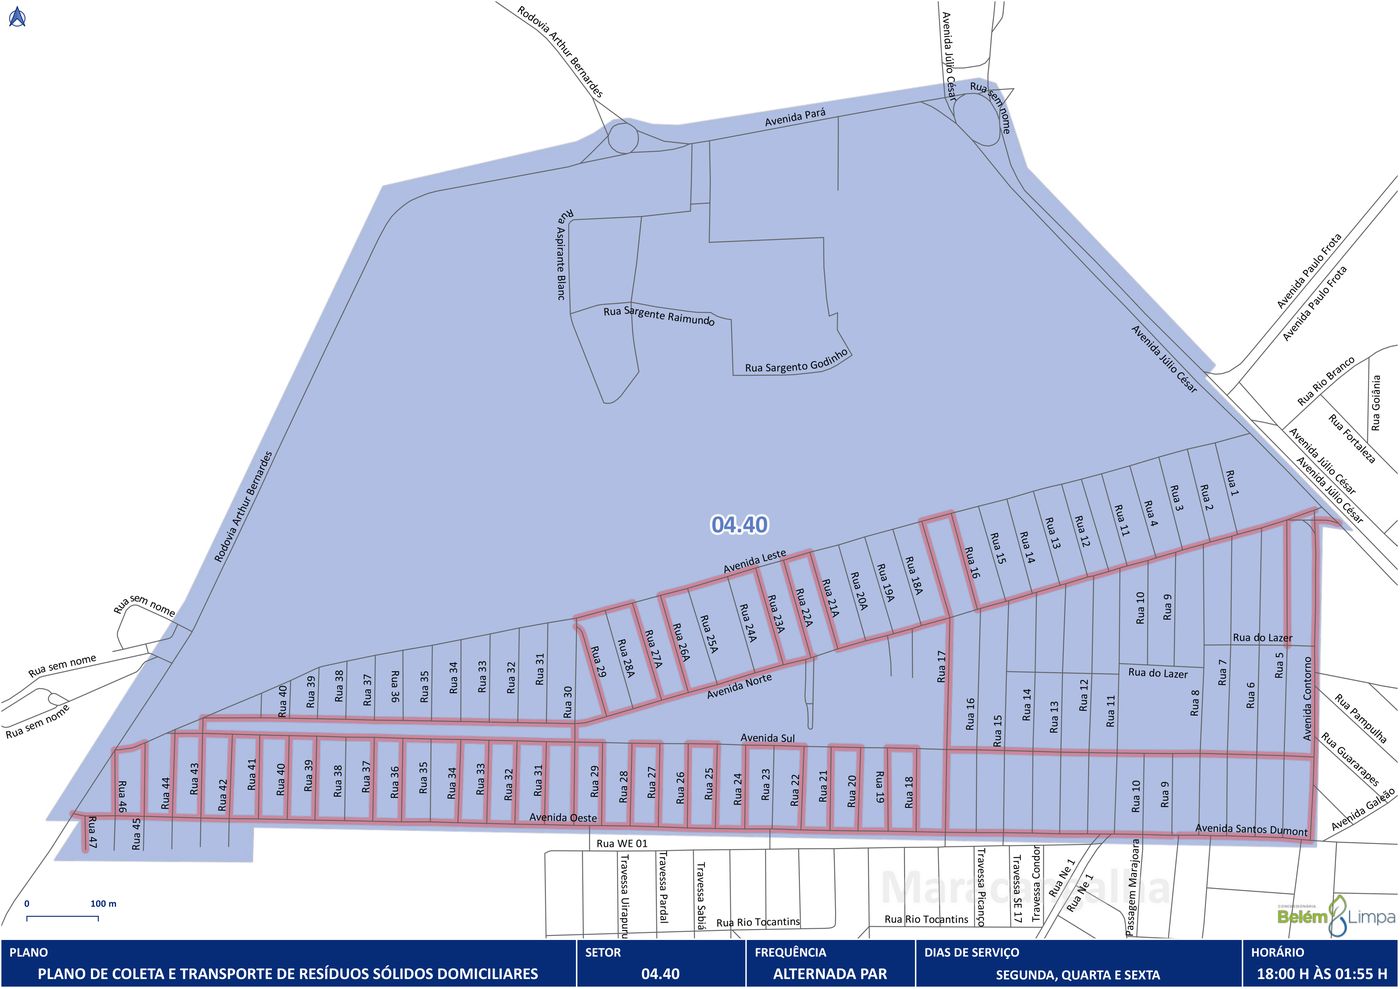 Rodovia Arthur Bernardes
Avenida Júlio César
Rua sem nome
Avenida Pará
Rua Aspirante Blanc
Rua Sargente Raimundo
Rua Sargento Godinho
Avenida Paulo Frota
Avenida Paulo Frota
Avenida Júlio César
Rua Rio Branco
Rua Goiânia
Rua Fortaleza
Avenida Júlio César
Avenida Júlio César
Rodovia Arthur Bernardes
04.40
Rua 1
Rua 2
Rua 3
Rua 4
Rua 11
Rua 12
Rua 13
Rua 14
Rua 15
Rua 16
Avenida Leste
Rua 18A
Rua 19A
Rua 20A
Rua 21A
Rua 22A
Rua 23A
Rua 24A
Rua 25A
Rua 26A
Rua 27A
Rua 28A
Rua 29
Rua sem nome
Rua sem nome
Rua sem nome
Rua 40
Rua 39
Rua 38
Rua 37
Rua 36
Rua 35
Rua 34
Rua 33
Rua 32
Rua 31
Rua 30
Avenida Norte
Rua 17
Rua 16
Rua 15
Rua 14
Rua 13
Rua 12
Rua 11
Rua 10
Rua 9
Rua do Lazer
Rua do Lazer
Rua 8
Rua 7
Rua 6
Rua 5
Avenida Contorno
Rua Pampulha
Rua Guararapes
Avenida Galeão
Avenida Sul
Rua 47
Rua 46
Rua 45
Rua 44
Rua 43
Rua 42
Rua 41
Rua 40
Rua 39
Rua 38
Rua 37
Rua 36
Rua 35
Rua 34
Rua 33
Rua 32
Rua 31
Rua 29
Rua 28
Rua 27
Rua 26
Rua 25
Rua 24
Rua 23
Rua 22
Rua 21
Rua 20
Rua 19
Rua 18
Rua 10
Rua 9
Avenida Oeste
Avenida Santos Dumont
Rua WE 01
Travessa Uirapuru
Travessa Pardal
Travessa Sabiá
Rua Rio Tocantins
Rua Rio Tocantins
Travessa Picanço
Travessa SE 17
Travessa Condor
Rua Ne 1
Rua Ne 1
Passagem Marajoara
Maracangalha
0 100 m
CONCESSIONÁRIA
Belém Limpa
PLANO
PLANO DE COLETA E TRANSPORTE DE RESÍDUOS SÓLIDOS DOMICILIARES
SETOR
04.40
FREQUÊNCIA
ALTERNADA PAR
DIAS DE SERVIÇO
SEGUNDA, QUARTA E SEXTA
HORÁRIO
18:00 H ÀS 01:55 H